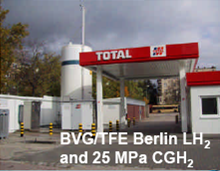 TOTAL
BVG/TFE Berlin LH₂
and 25 MPa CGH₂